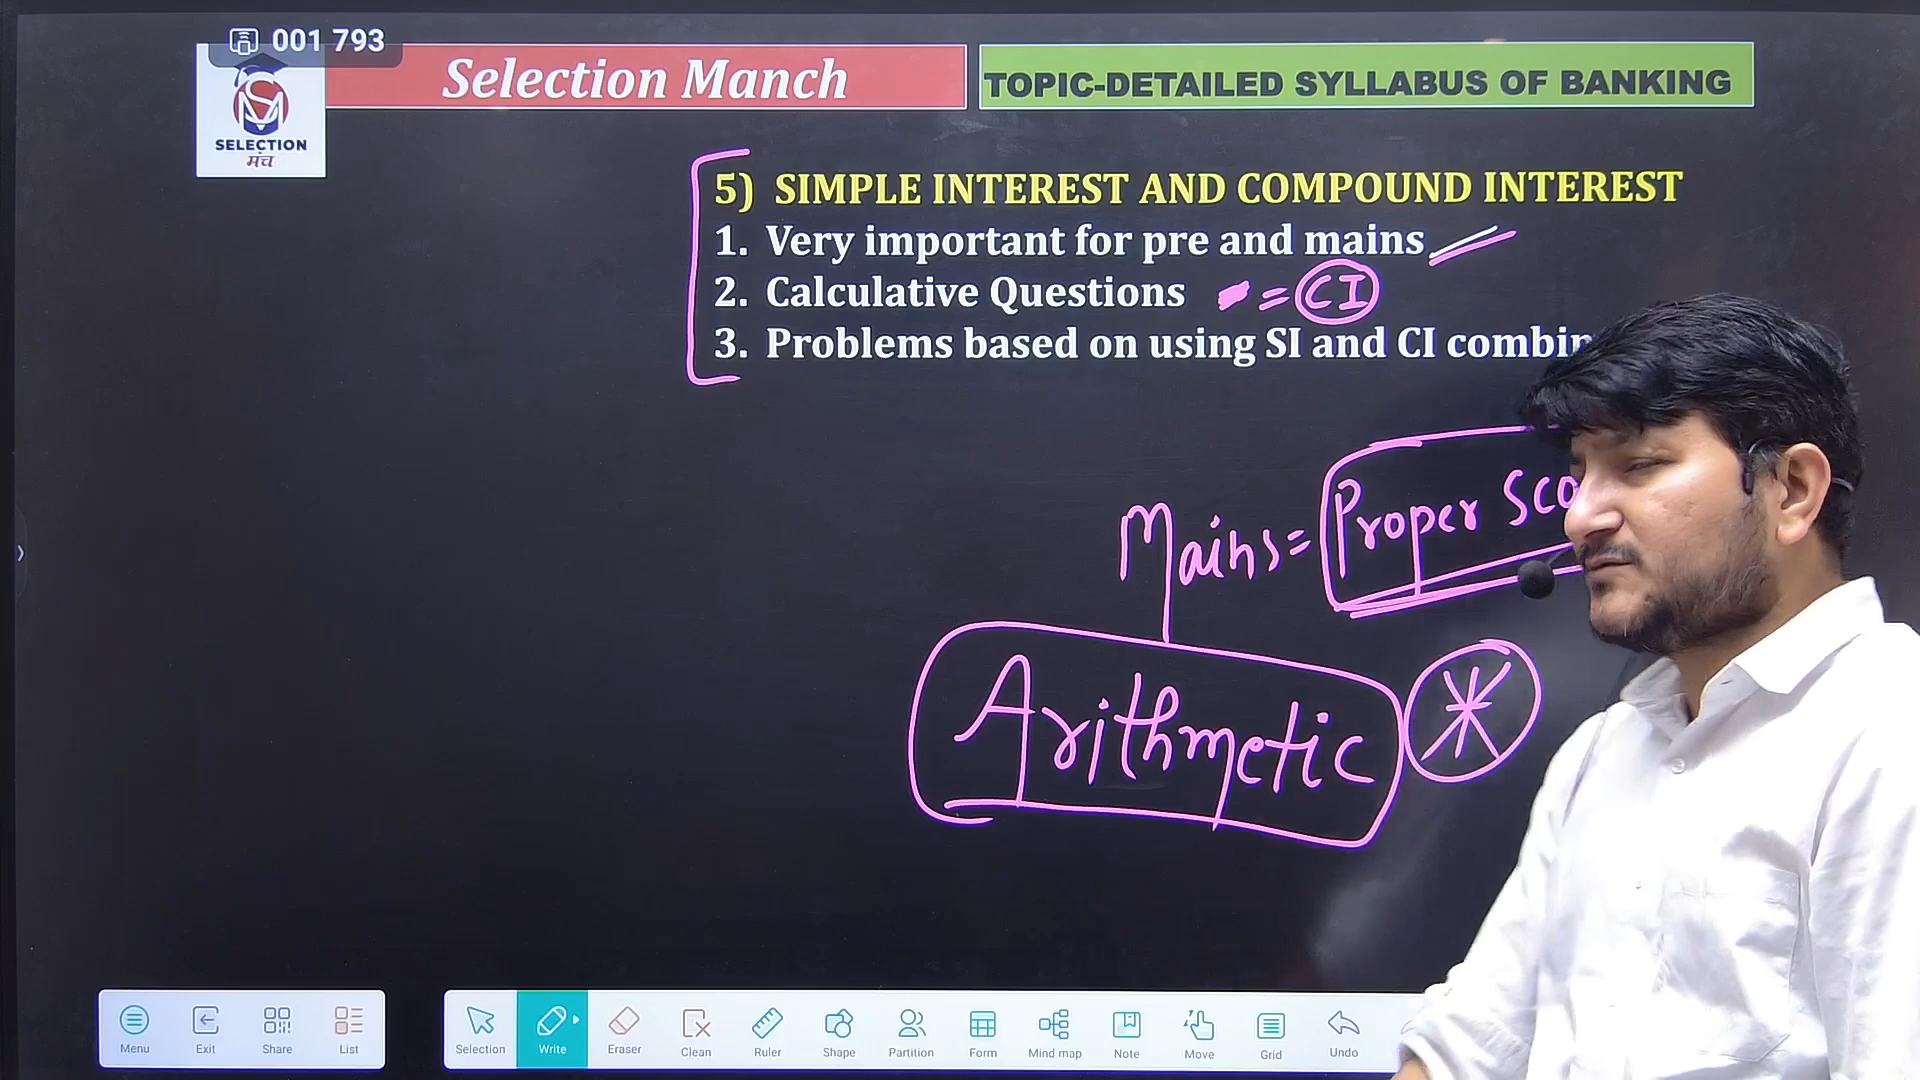 001 793
Selection Manch
TOPIC-DETAILED SYLLABUS OF BANKING
SELECTION
मंच
5) SIMPLE INTEREST AND COMPOUND INTEREST
1. Very important for pre and mains
2. Calculative Questions = CI
3. Problems based on using SI and CI
Mains = Proper
Arithmetic *
Menu
Exit
Share
List
Selection
Write
Eraser
Clean
Ruler
Shape
Partition
Form
Mind map
Note
Move
Grid
Undo